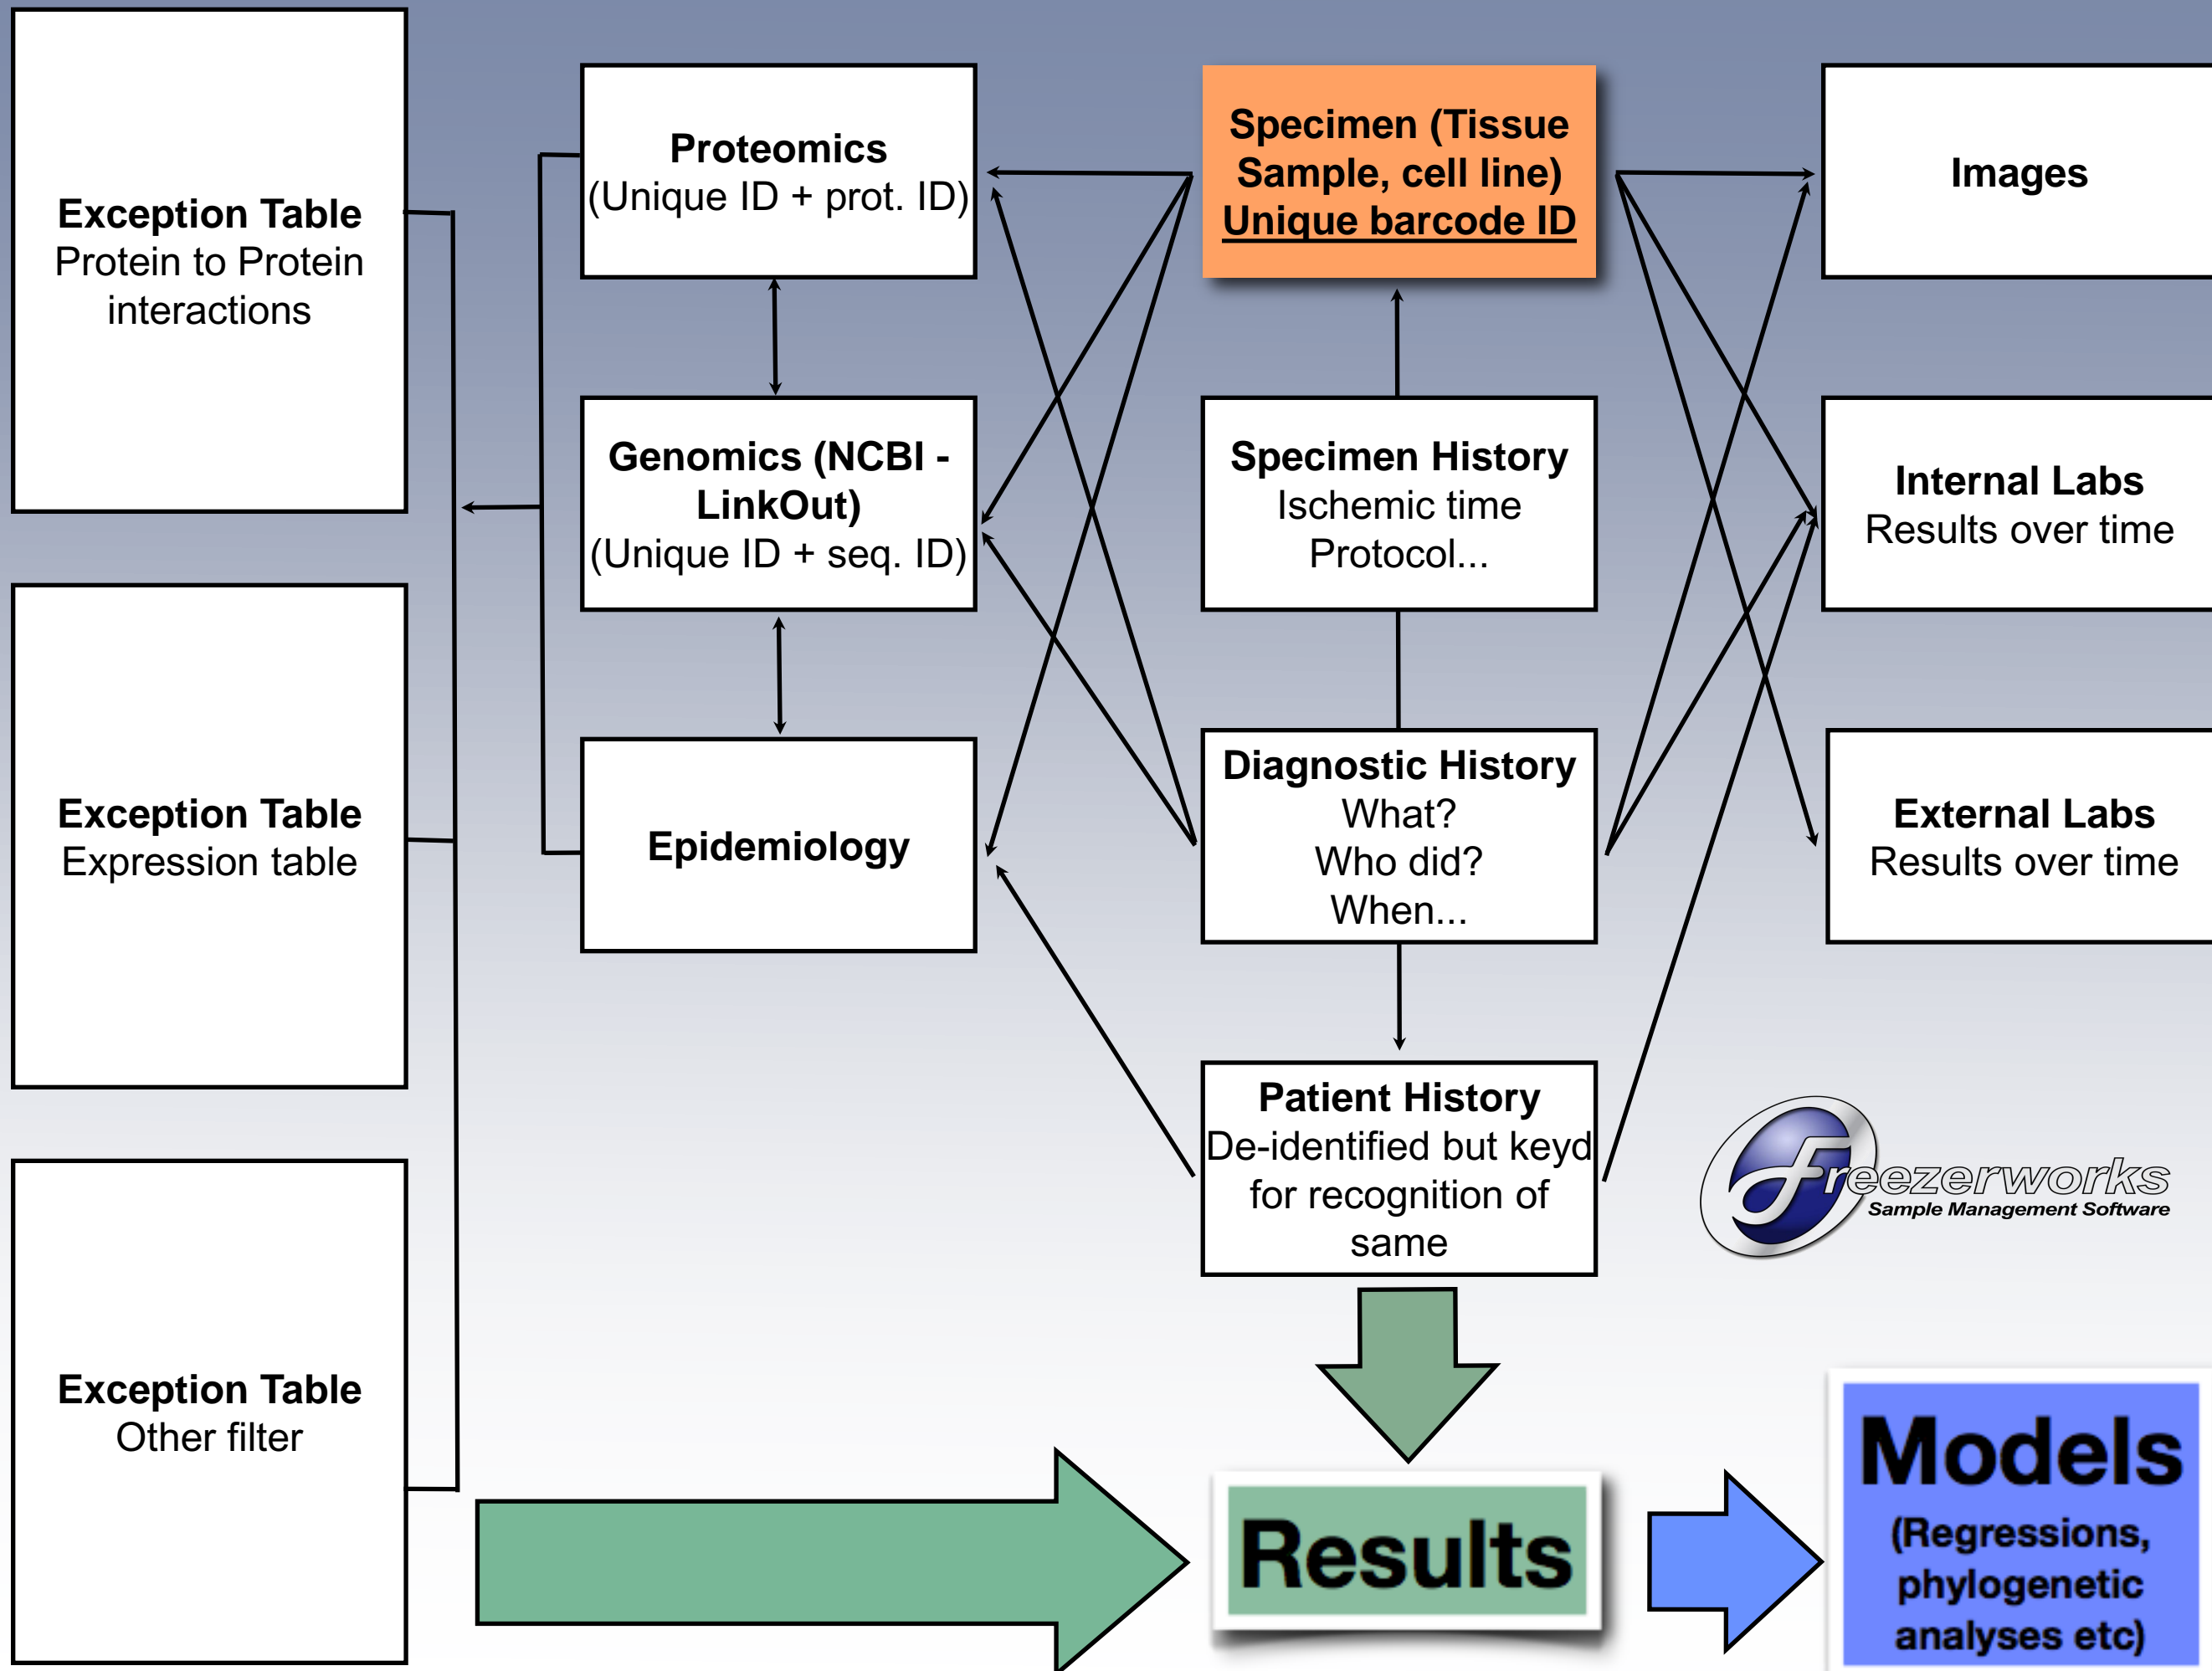 Exception Table
Protein to Protein
interactions
Exception Table
Expression table
Exception Table
Other filter
Proteomics
(Unique ID + prot. ID)
Genomics (NCBI -
LinkOut)
(Unique ID + seq. ID)
Epidemiology
Specimen (Tissue
Sample, cell line)
Unique barcode ID
Specimen History
Ischemic time
Protocol...
Diagnostic History
What?
Who did?
When...
Patient History
De-identified but keyd
for recognition of
same
Images
Internal Labs
Results over time
External Labs
Results over time
Freezerworks
Sample Management Software
Results
Models
(Regressions,
phylogenetic
analyses etc)